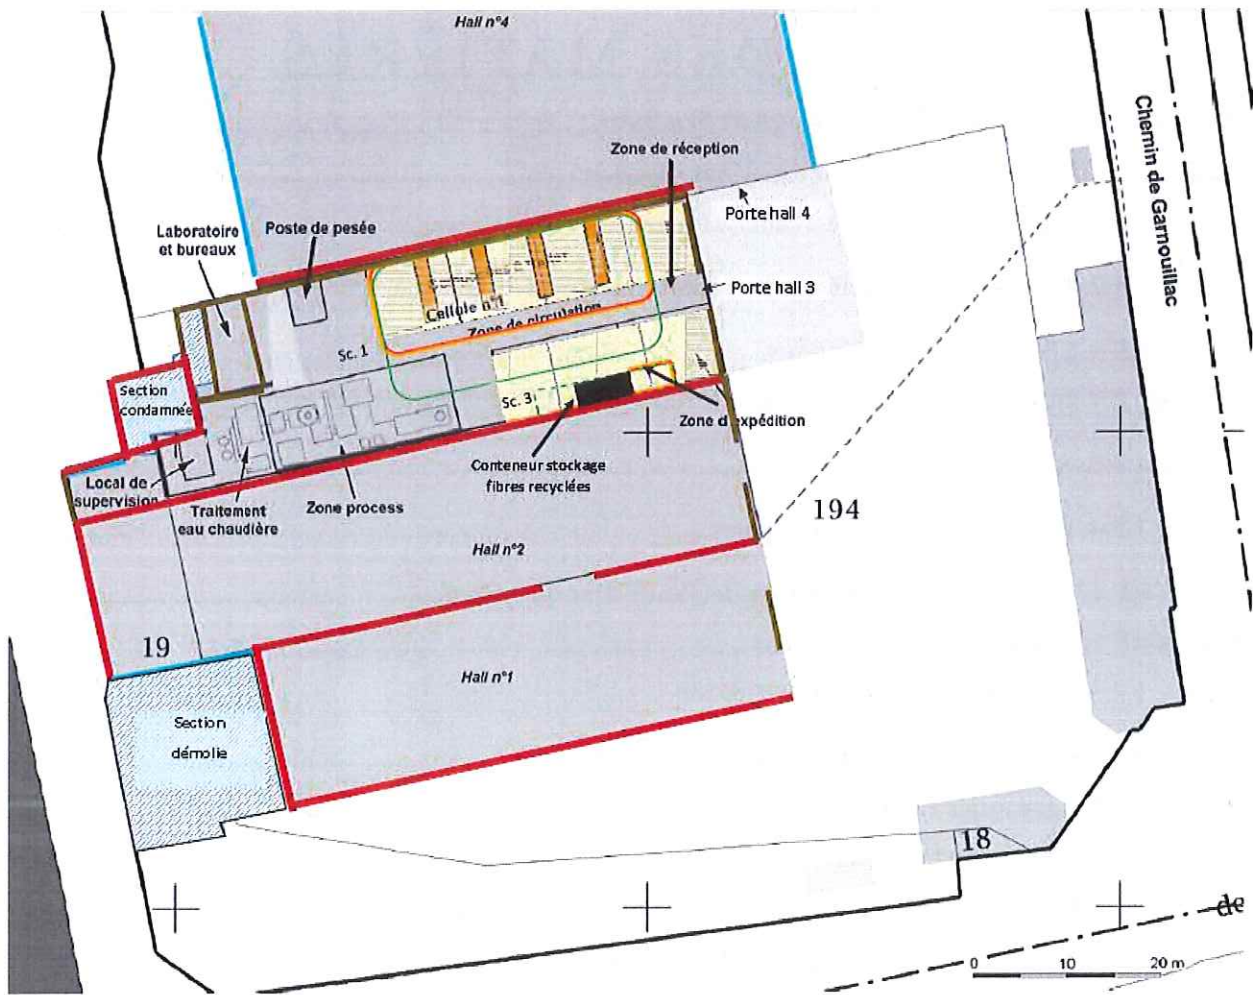 Hall n°4
Chemin de Garnouillac
Zone de réception
Porte hall 4
Laboratoire
et bureaux
Poste de pesée
Porte hall 3
Cellule n°1
Zone de circulation
Sc. 1
Section
condamnée
Sc. 3
Zone d'expédition
Conteneur stockage
fibres recyclées
Local de
supervision
Traitement
eau chaudière
Zone process
194
Hall n°2
19
Hall n°1
Section
démolie
18
de
0 10 20 m